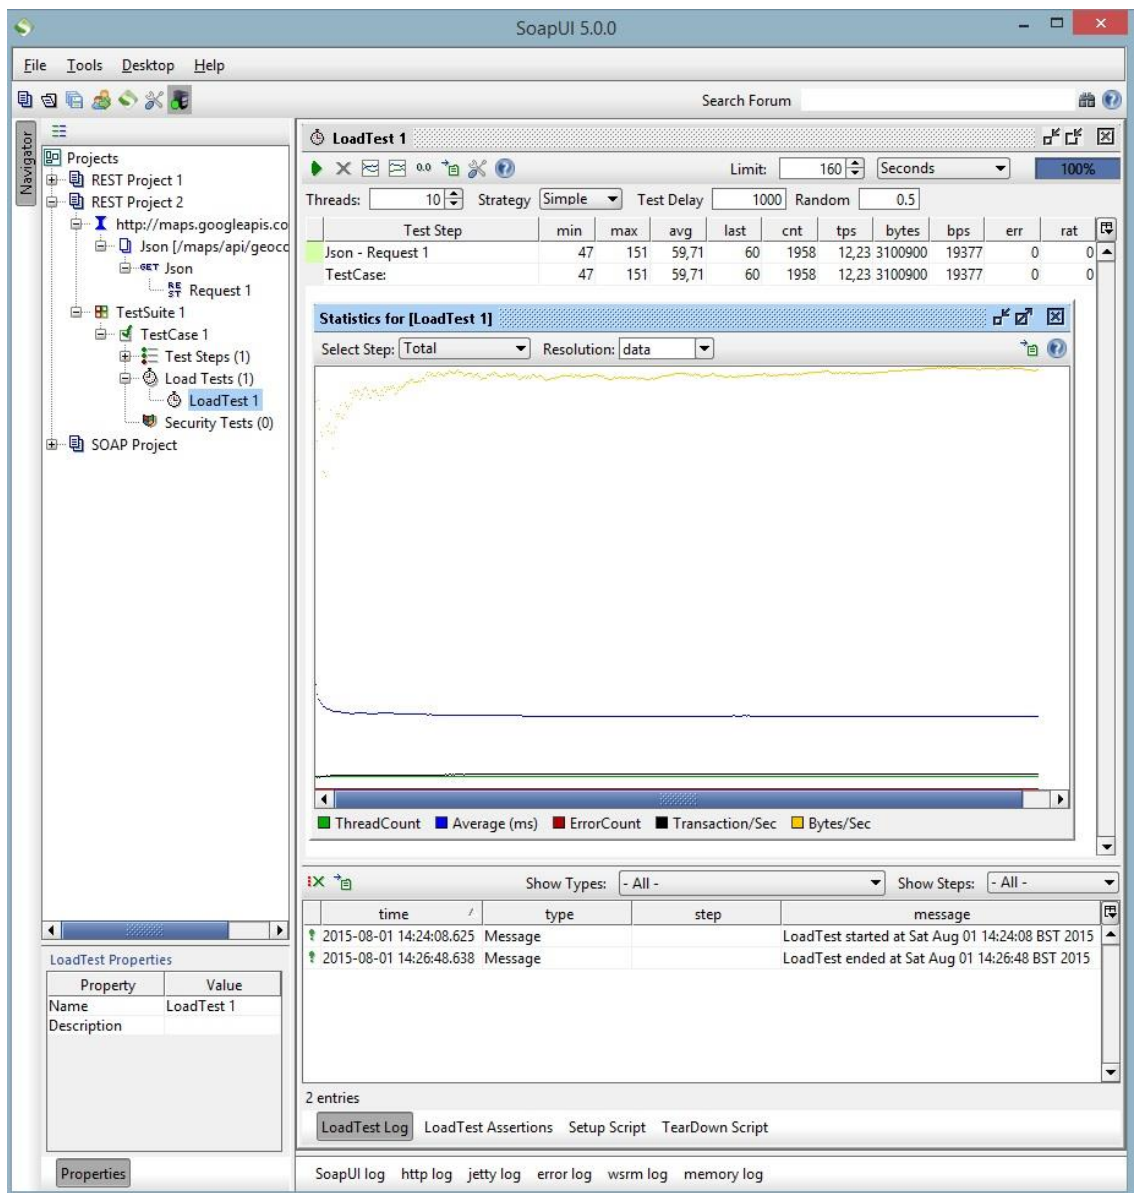 SoapUI 5.0.0
File Tools Desktop Help
Search Forum
Navigator
Projects
REST Project 1
REST Project 2
http://maps.googleapis.co
Json [/maps/api/geocc
GET Json
REST Request 1
TestSuite 1
TestCase 1
Test Steps (1)
Load Tests (1)
LoadTest 1
Security Tests (0)
SOAP Project
LoadTest Properties
Property Value
Name LoadTest 1
Description
Properties
LoadTest 1
0.0 Limit: 160 Seconds 100%
Threads: 10 Strategy Simple Test Delay 1000 Random 0.5
Test Step min max avg last cnt tps bytes bps err rat
Json - Request 1 47 151 59,71 60 1958 12,23 3100900 19377 0 0
TestCase: 47 151 59,71 60 1958 12,23 3100900 19377 0 0
Statistics for [LoadTest 1]
Select Step: Total Resolution: data
ThreadCount Average (ms) ErrorCount Transaction/Sec Bytes/Sec
Show Types: - All - Show Steps: - All -
time type step message
2015-08-01 14:24:08.625 Message LoadTest started at Sat Aug 01 14:24:08 BST 2015
2015-08-01 14:26:48.638 Message LoadTest ended at Sat Aug 01 14:26:48 BST 2015
2 entries
LoadTest Log LoadTest Assertions Setup Script TearDown Script
SoapUI log http log jetty log error log wsrm log memory log